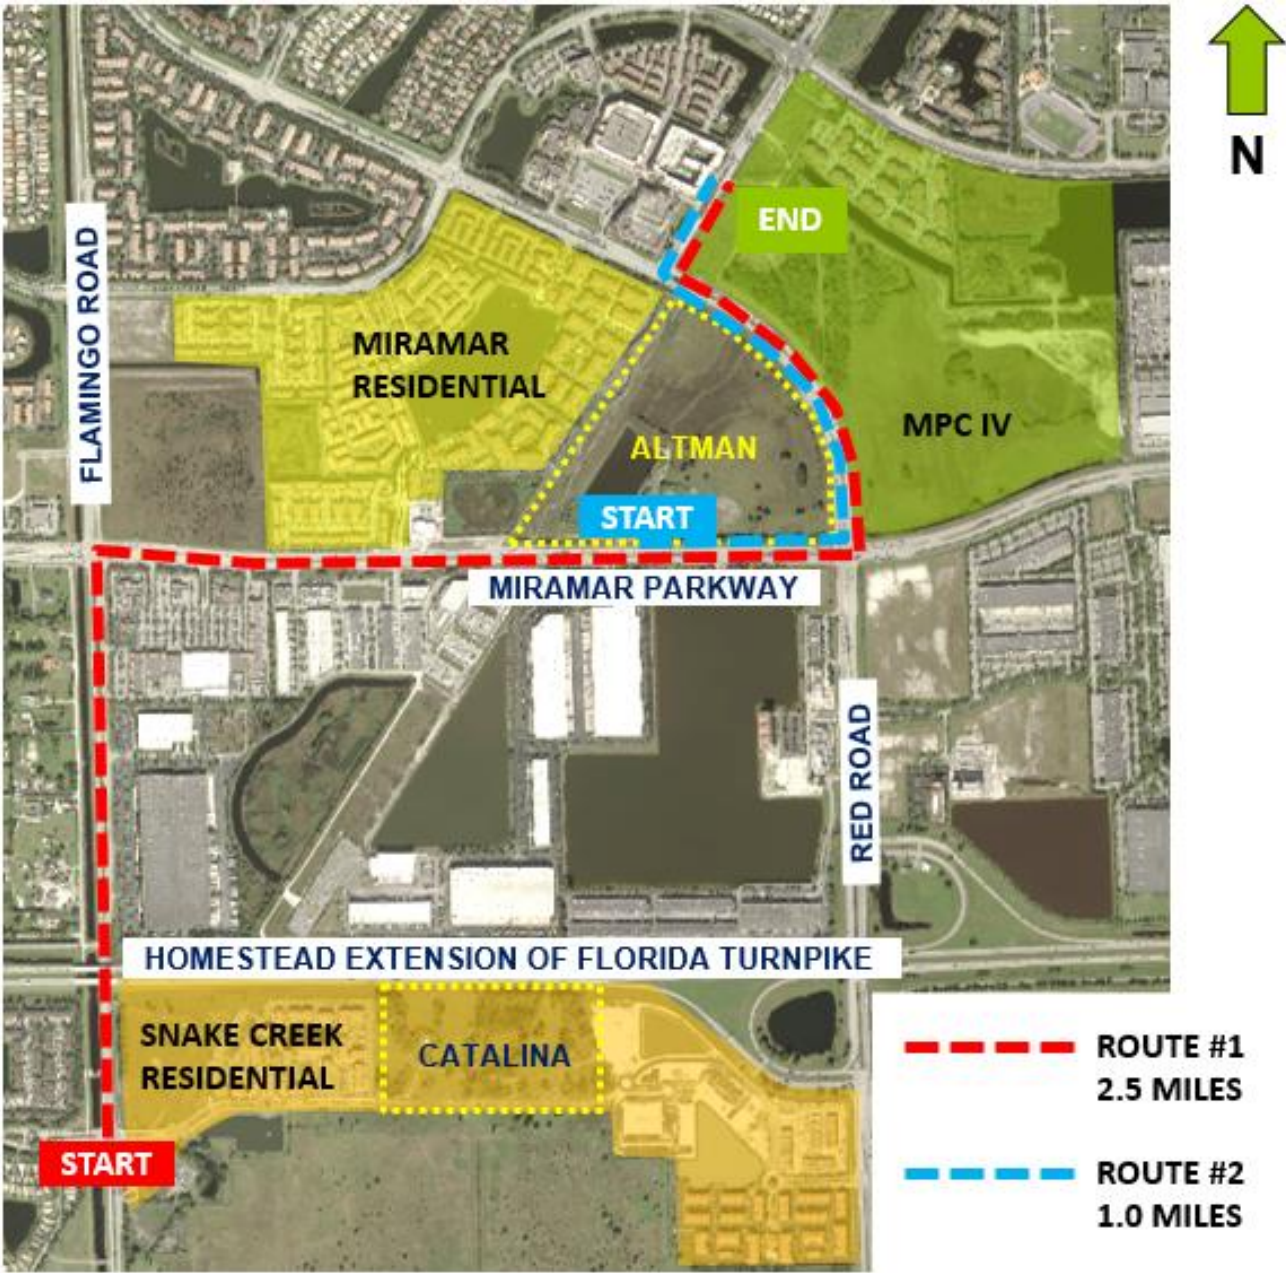 N
END
FLAMINGO ROAD
MIRAMAR
RESIDENTIAL
MPC IV
ALTMAN
START
MIRAMAR PARKWAY
RED ROAD
HOMESTEAD EXTENSION OF FLORIDA TURNPIKE
SNAKE CREEK
RESIDENTIAL
CATALINA
START
ROUTE #1
2.5 MILES
ROUTE #2
1.0 MILES